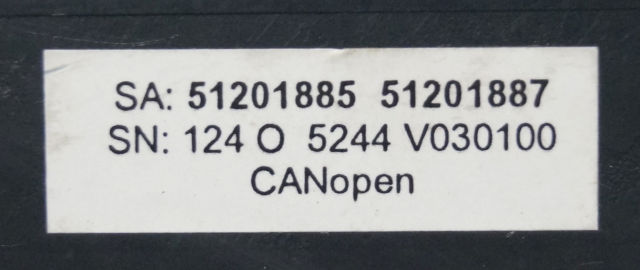 SA: 51201885 51201887
SN: 124 O 5244 V030100
CANopen